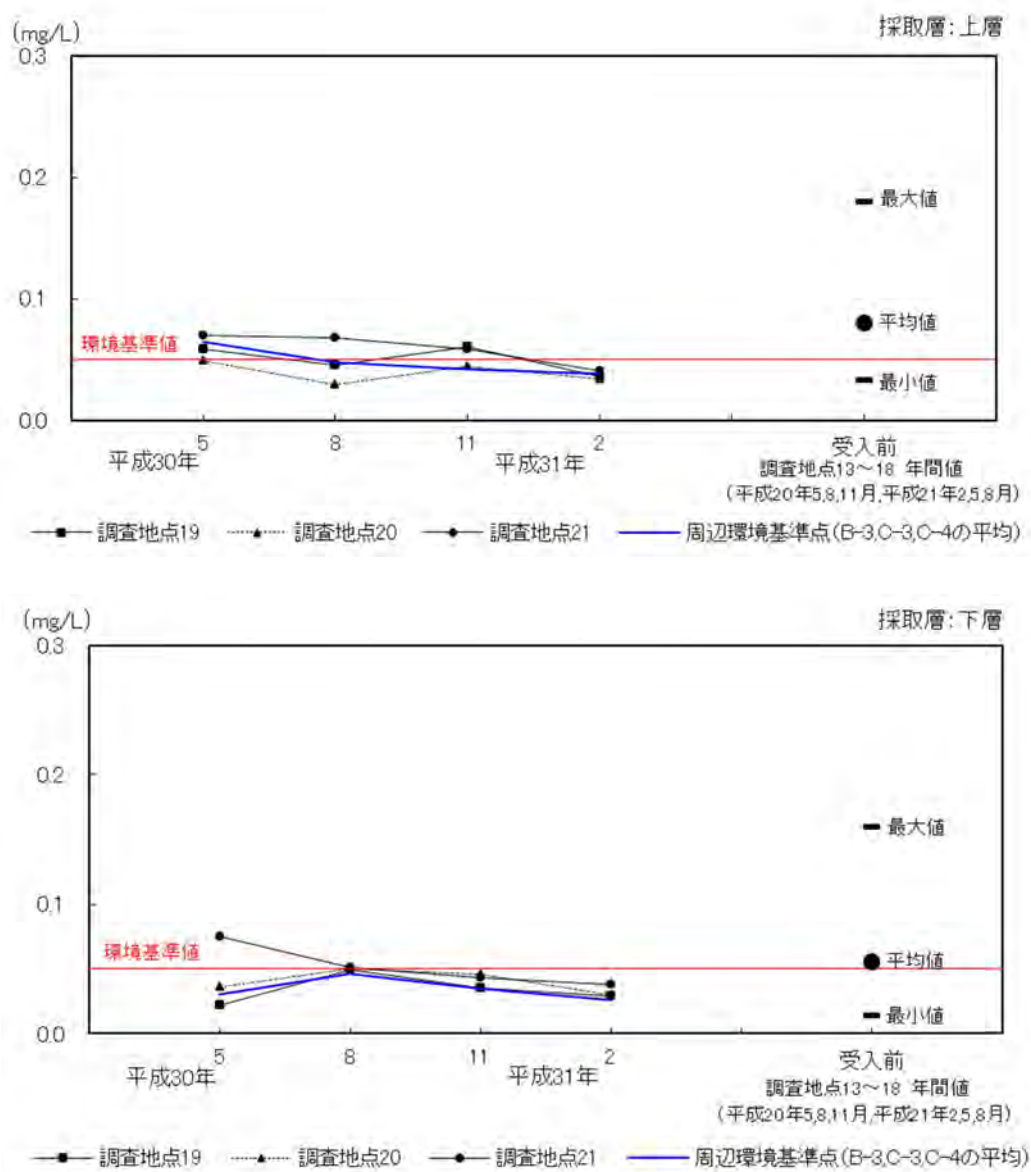 (mg/L)
採取層:上層
0.3
0.2
最大値
0.1
平均値
環境基準値
最小値
0.0
5 8 11 2 受入前
平成30年 平成31年 調査地点13~18 年間値
(平成20年5,8,11月,平成21年2,5,8月)
調査地点19 調査地点20 調査地点21 周辺環境基準点(B-3,C-3,C-4の平均)
(mg/L)
採取層:下層
0.3
0.2
最大値
0.1
環境基準値
平均値
最小値
0.0
5 8 11 2 受入前
平成30年 平成31年 調査地点13~18 年間値
(平成20年5,8,11月,平成21年2,5,8月)
調査地点19 調査地点20 調査地点21 周辺環境基準点(B-3,C-3,C-4の平均)